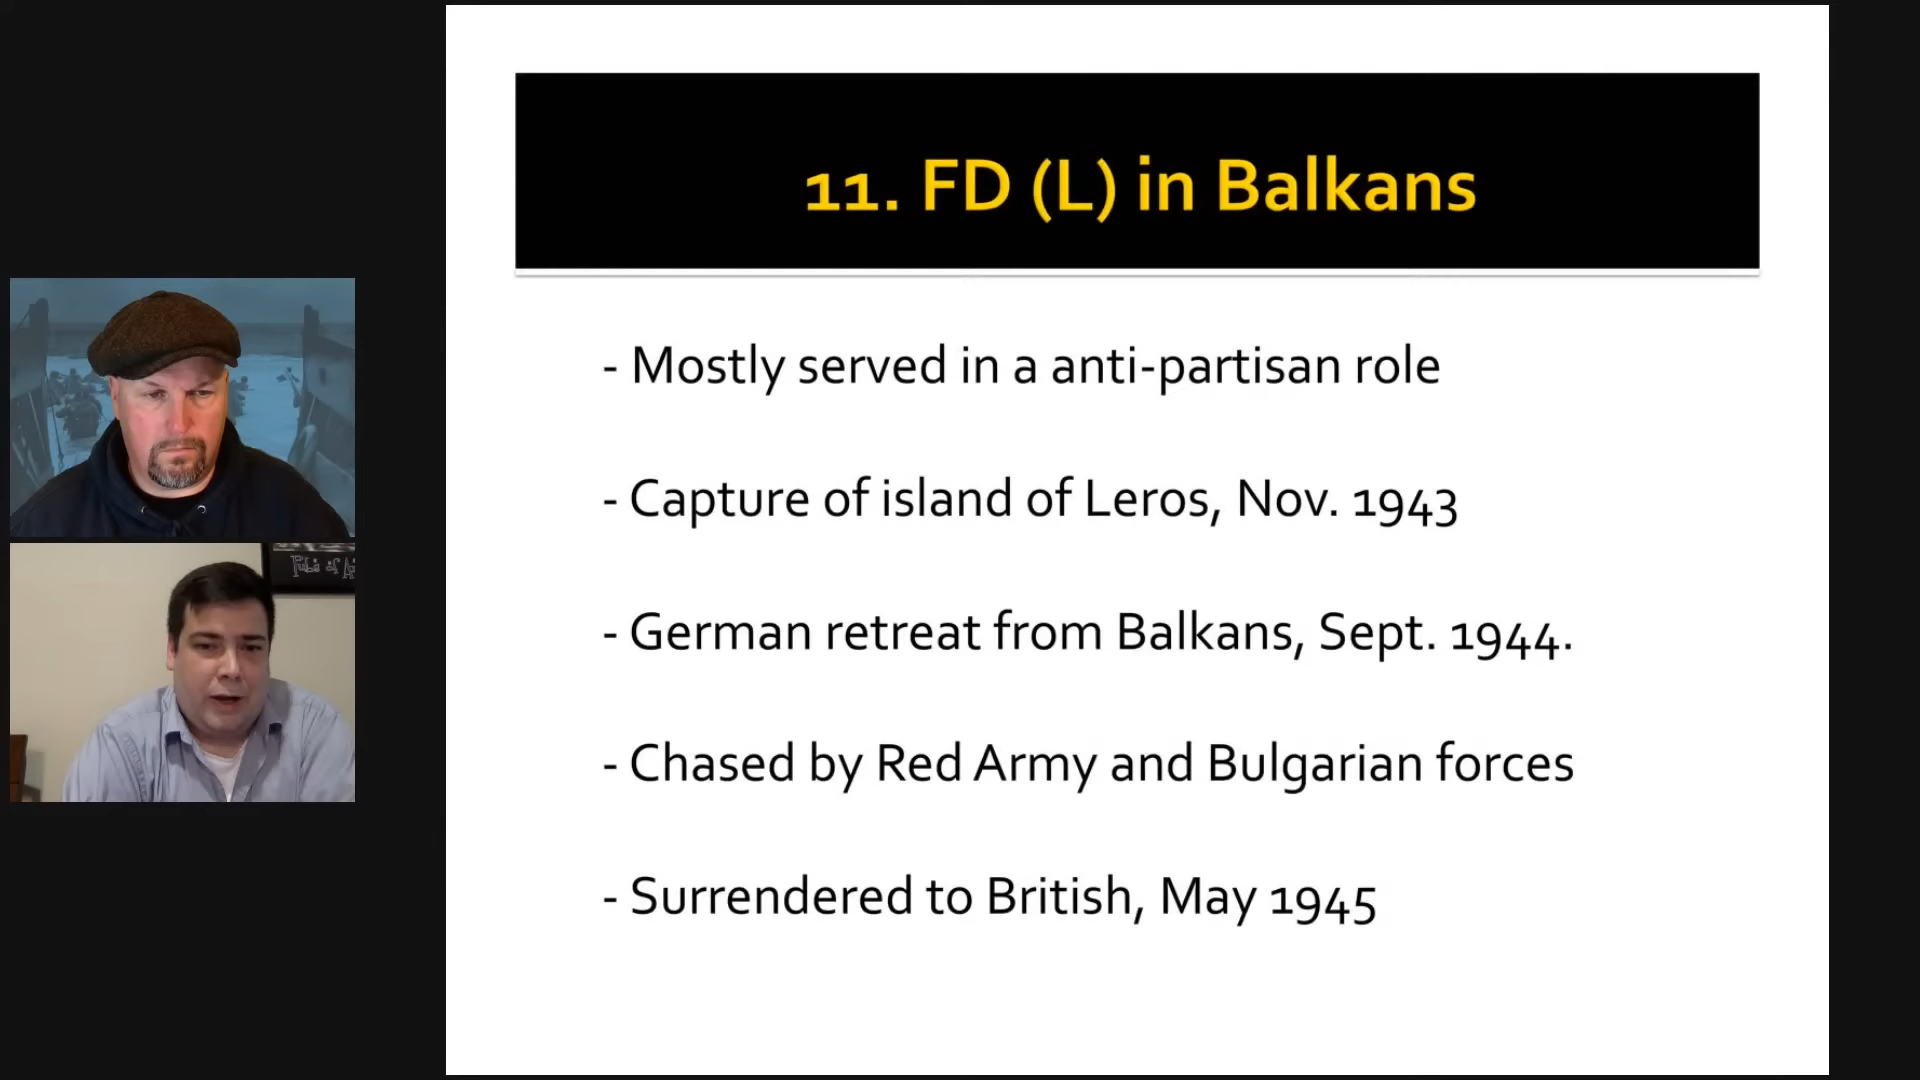 11. FD (L) in Balkans
- Mostly served in a anti-partisan role
- Capture of island of Leros, Nov. 1943
- German retreat from Balkans, Sept. 1944.
- Chased by Red Army and Bulgarian forces
- Surrendered to British, May 1945